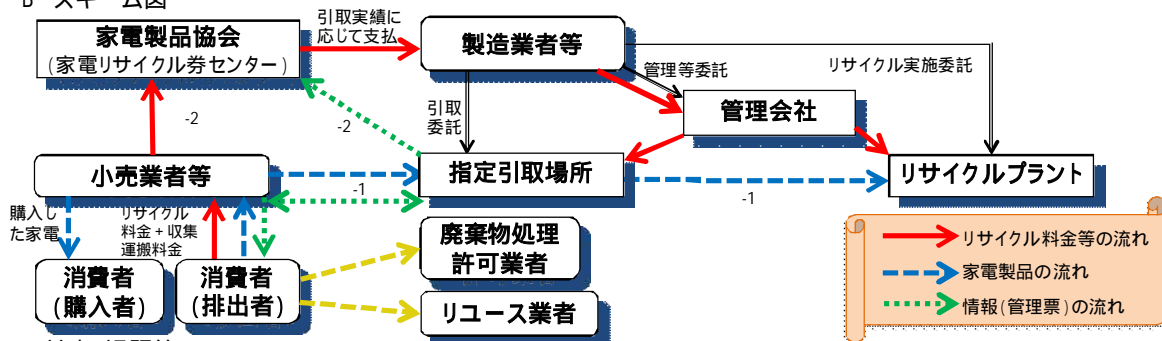 B スキーム図
家電製品協会
(家電リサイクル券センター)
引取実績に
応じて支払
製造業者等
管理等委託
リサイクル実施委託
引取
委託
管理会社
-2
-2
小売業者等
指定引取場所
リサイクルプラント
-1
-1
購入し
た家電
リサイクル
料金+収集
運搬料金
消費者
(購入者)
消費者
(排出者)
廃棄物処理
許可業者
リユース業者
リサイクル料金等の流れ
家電製品の流れ
情報(管理票)の流れ